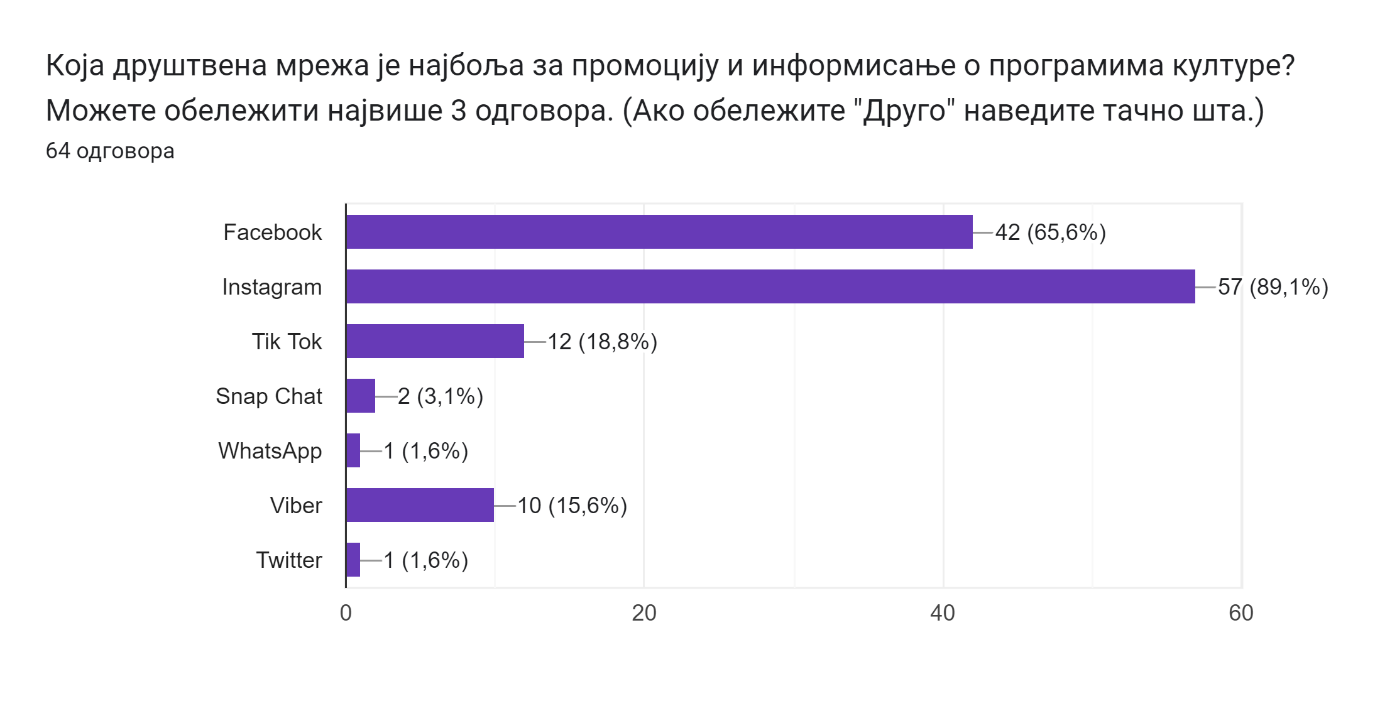 Која друштвена мрежа је најбоља за промоцију и информисање о програмима културе?
Можете обележити највише 3 одговора. (Ако обележите "Друго" наведите тачно шта.)
64 одговора
Facebook 42 (65,6%)
Instagram 57 (89,1%)
Tik Tok 12 (18,8%)
Snap Chat 2 (3,1%)
WhatsApp 1 (1,6%)
Viber 10 (15,6%)
Twitter 1 (1,6%)
0 20 40 60